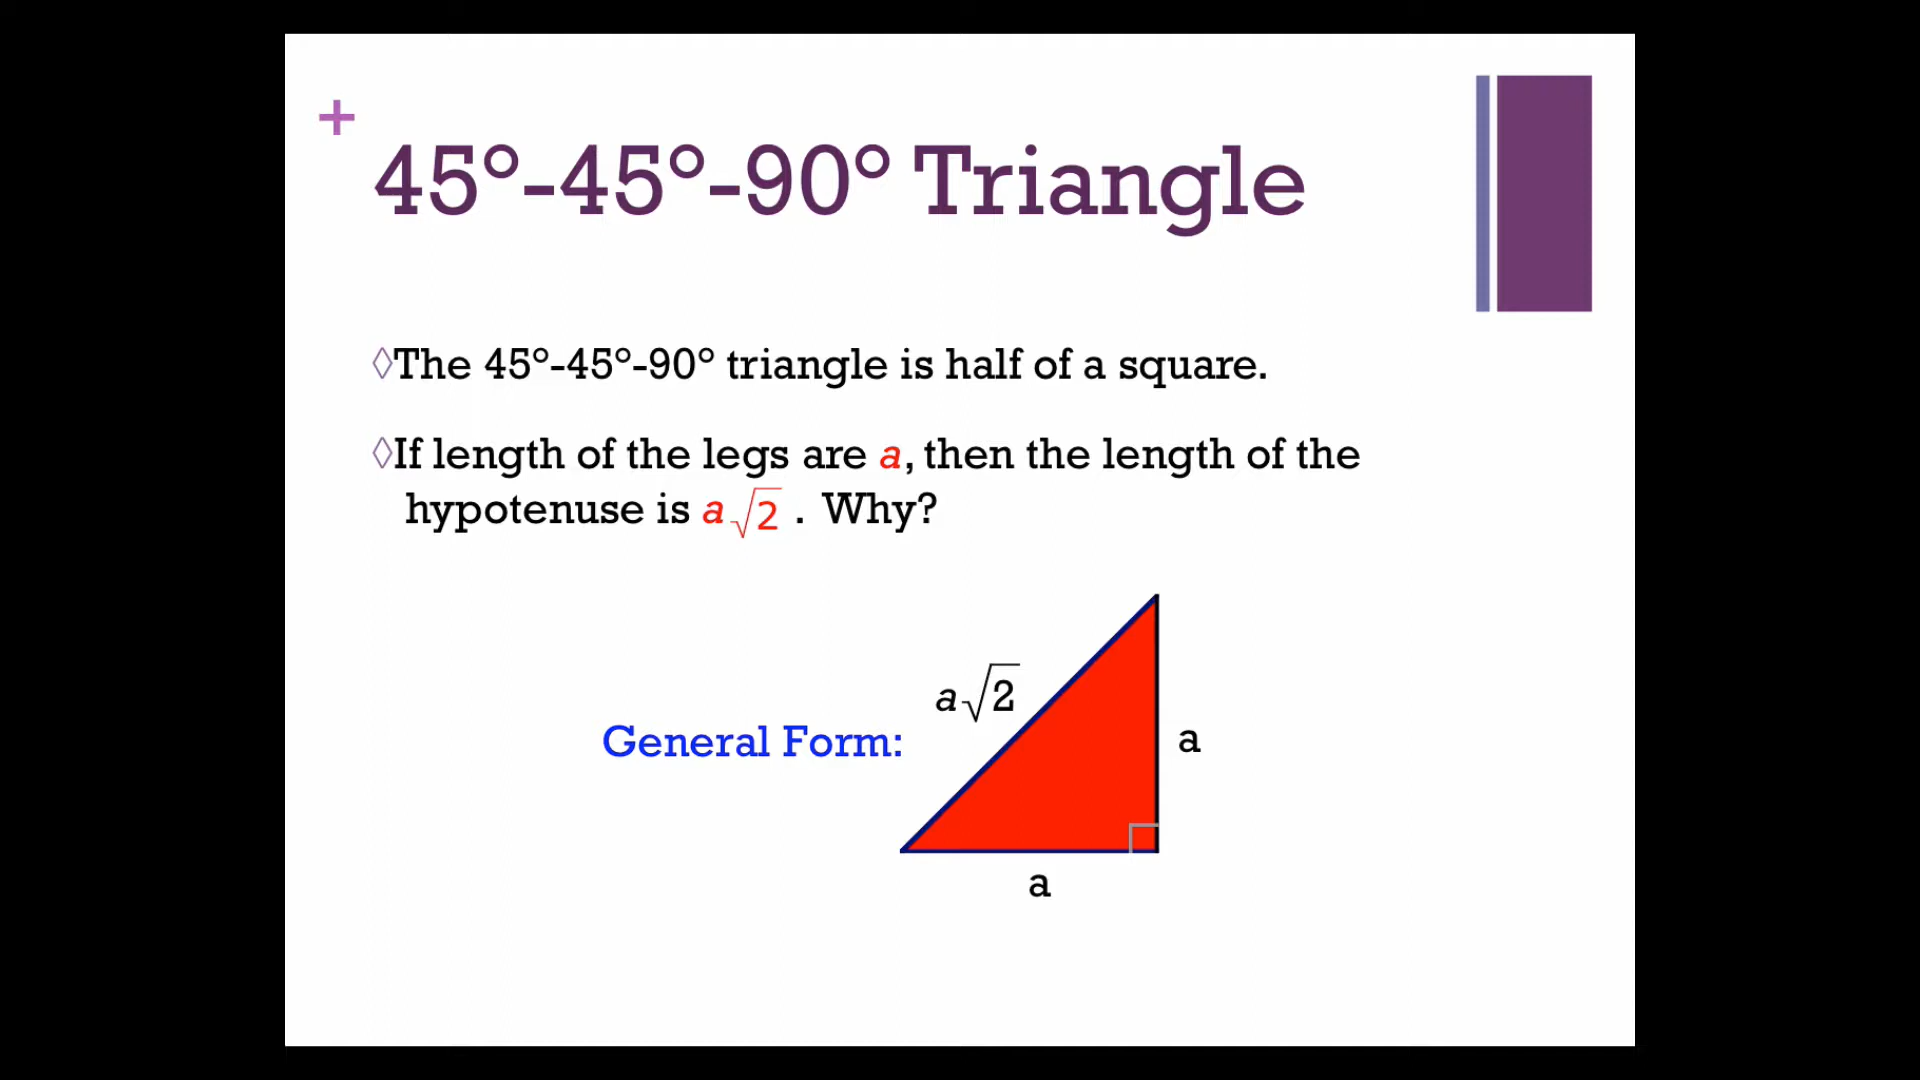 +
45°-45°-90° Triangle
◊The 45°-45°-90° triangle is half of a square.
◊If length of the legs are a, then the length of the
hypotenuse is a√2 . Why?
a√2
General Form:
a
a